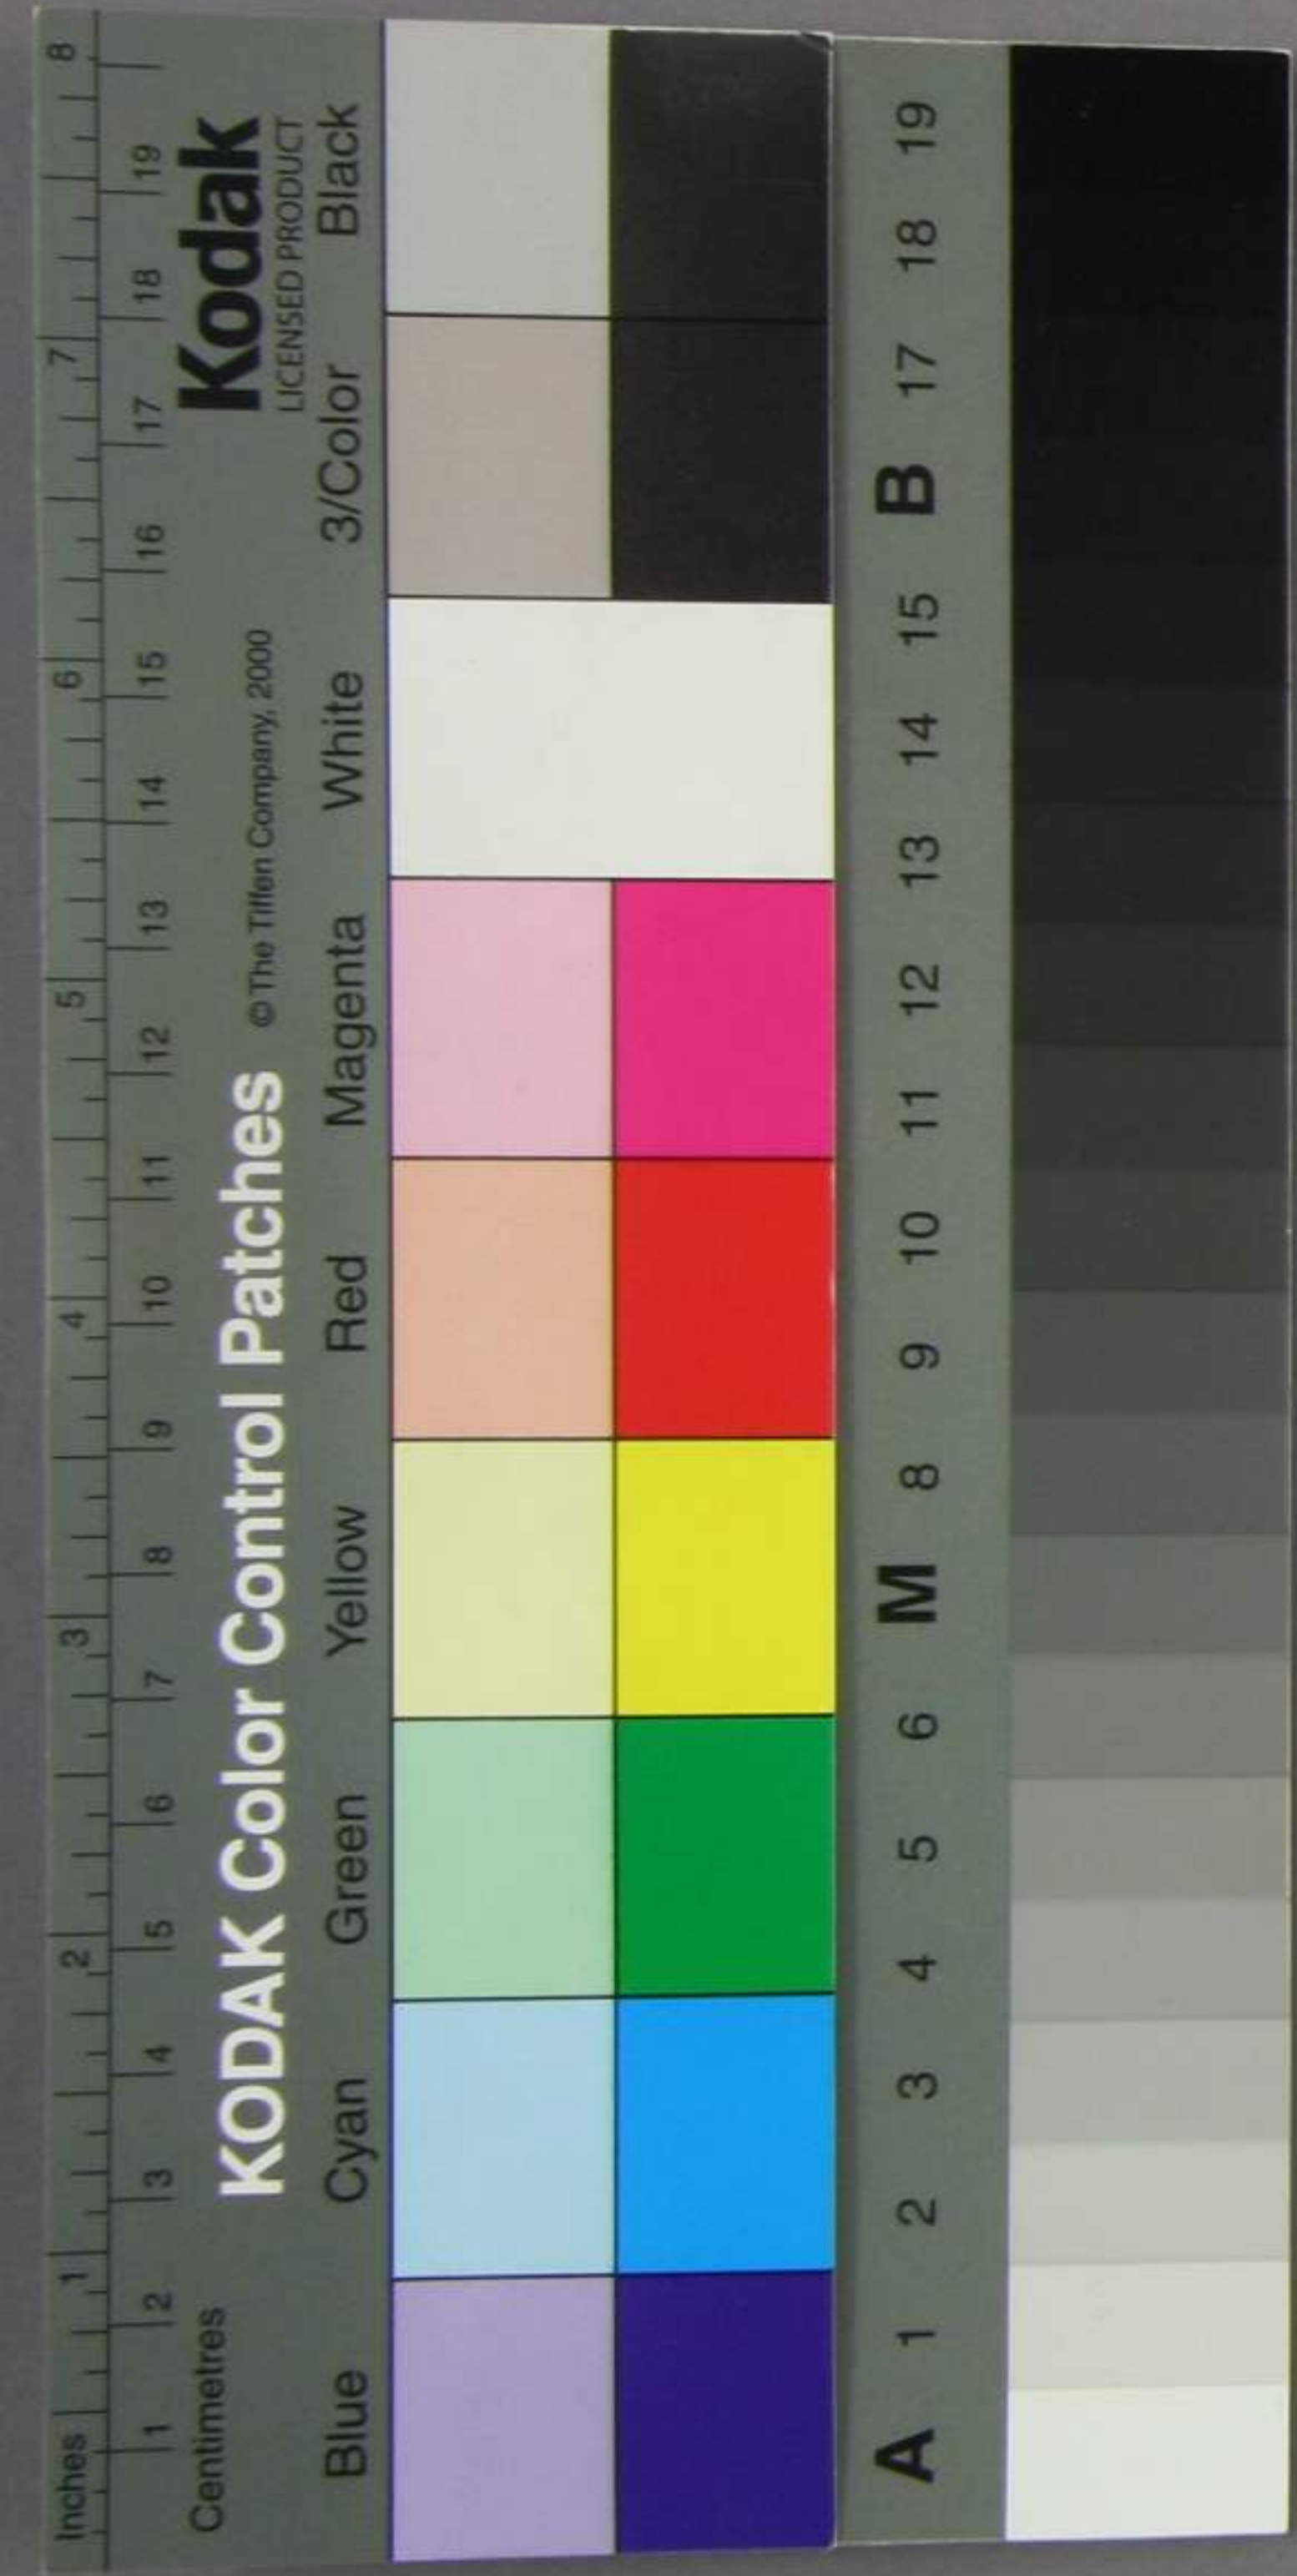 Inches 1 2 3 4 5 6 7 8
1 2 3 4 5 6 7 8 9 10 11 12 13 14 15 16 17 18 19
Centimetres
KODAK Color Control Patches © The Tiffen Company, 2000 Kodak
LICENSED PRODUCT
Blue Cyan Green Yellow Red Magenta White 3/Color Black
A 1 2 3 4 5 6 M 8 9 10 11 12 13 14 15 B 17 18 19